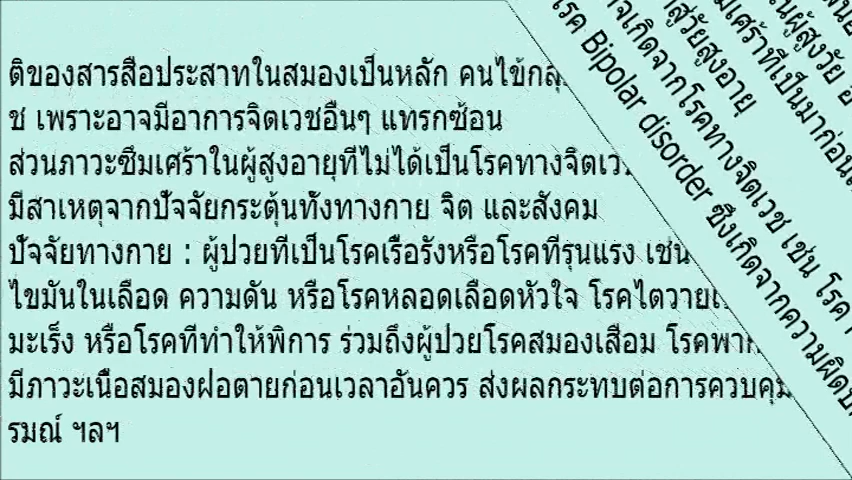 ติของสารสื่อประสาทในสมองเป็นหลัก คนไข้กลุ่
ช เพราะอาจมีอาการจิตเวชอื่นๆ แทรกซ้อน
ส่วนภาวะซึมเศร้าในผู้สูงอายุที่ไม่ได้เป็นโรคทางจิตเว
มีสาเหตุจากปัจจัยกระตุ้นทั้งทางกาย จิต และสังคม
ปัจจัยทางกาย : ผู้ป่วยที่เป็นโรคเรื้อรังหรือโรคที่รุนแรง เช่น
ไขมันในเลือด ความดัน หรือโรคหลอดเลือดหัวใจ โรคไตวาย
มะเร็ง หรือโรคที่ทำให้พิการ ร่วมถึงผู้ป่วยโรคสมองเสื่อม
มีภาวะเนื้อสมองฝ่อตายก่อนเวลาอันควร ส่งผลกระทบต่อการควบคุม
รมณ์ ฯลฯ
ในผู้สูงวัย
มเศร้าที่เป็นมาก่อน
สู่วัยสูงอายุ
จเกิดจากโรคทางจิตเวช เช่น โรค
โรค Bipolar disorder ซึ่งเกิดจากความผิดป